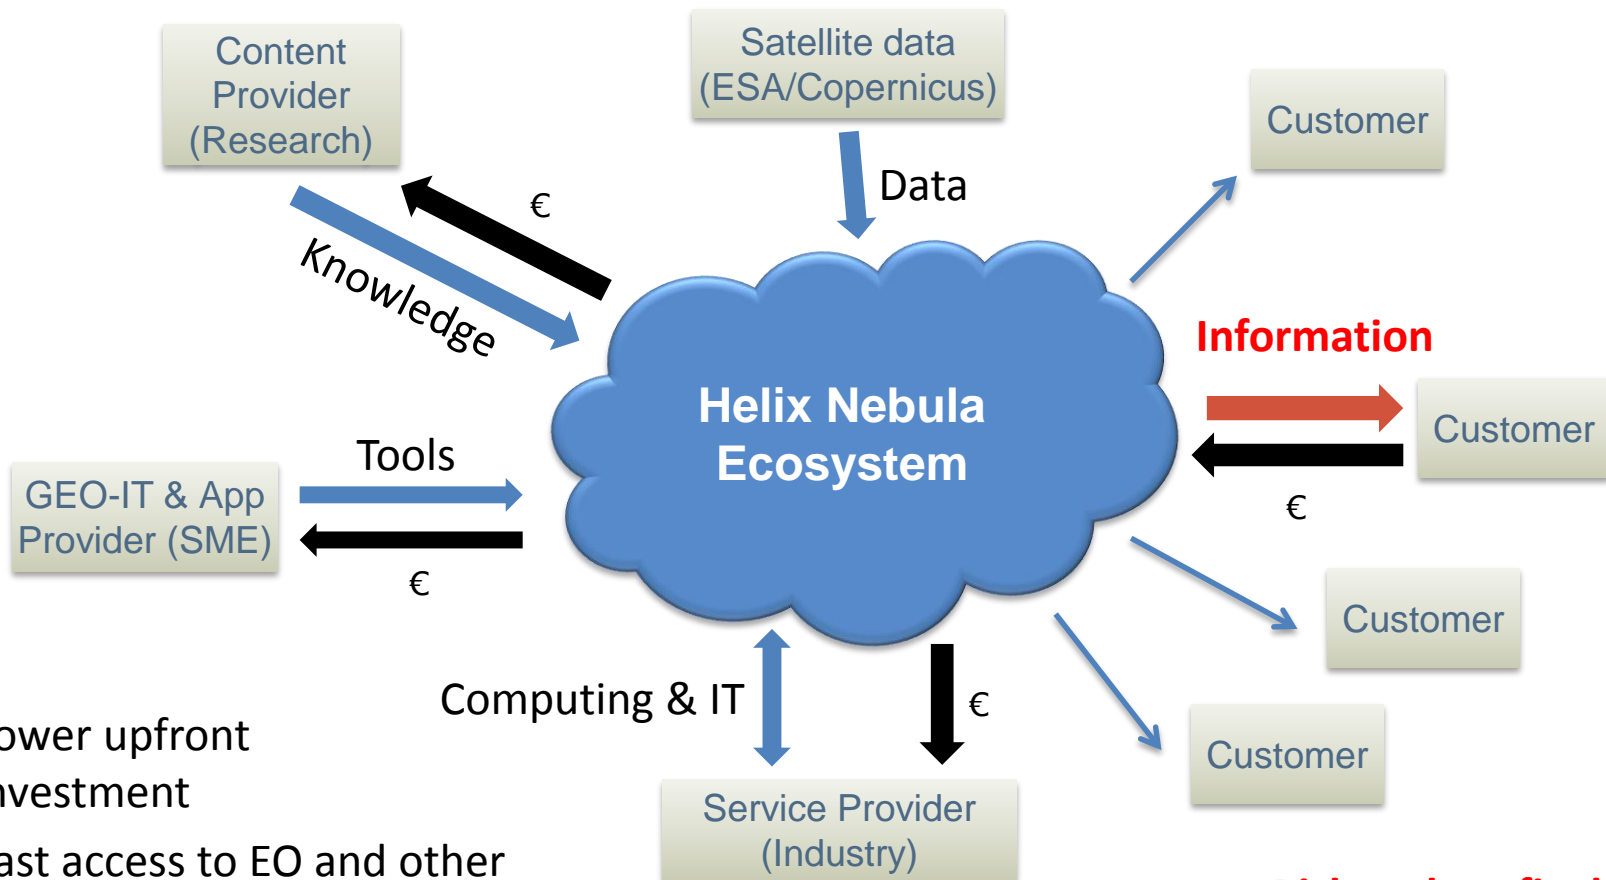 Content
Provider
(Research)
Satellite data
(ESA/Copernicus)
Customer
Data
€
Knowledge
Information
Helix Nebula
Ecosystem
Customer
€
Tools
GEO-IT & App
Provider (SME)
€
Customer
Computing & IT
€
Customer
ower upfront
nvestment
Service Provider
(Industry)
ast access to EO and other